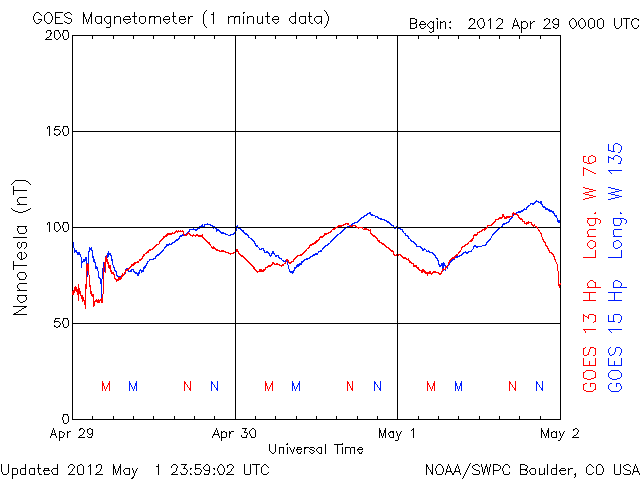 GOES Magnetometer (1 minute data)
Begin: 2012 Apr 29 0000 UTC
200
150
100
50
0
NanoTesla (nT)
M M N N M M N N M M N N
Apr 29 Apr 30 May 1 May 2
Universal Time
GOES 13 Hp Long. W 76
GOES 15 Hp Long. W 135
Updated 2012 May 1 23:59:02 UTC
NOAA/SWPC Boulder, CO USA